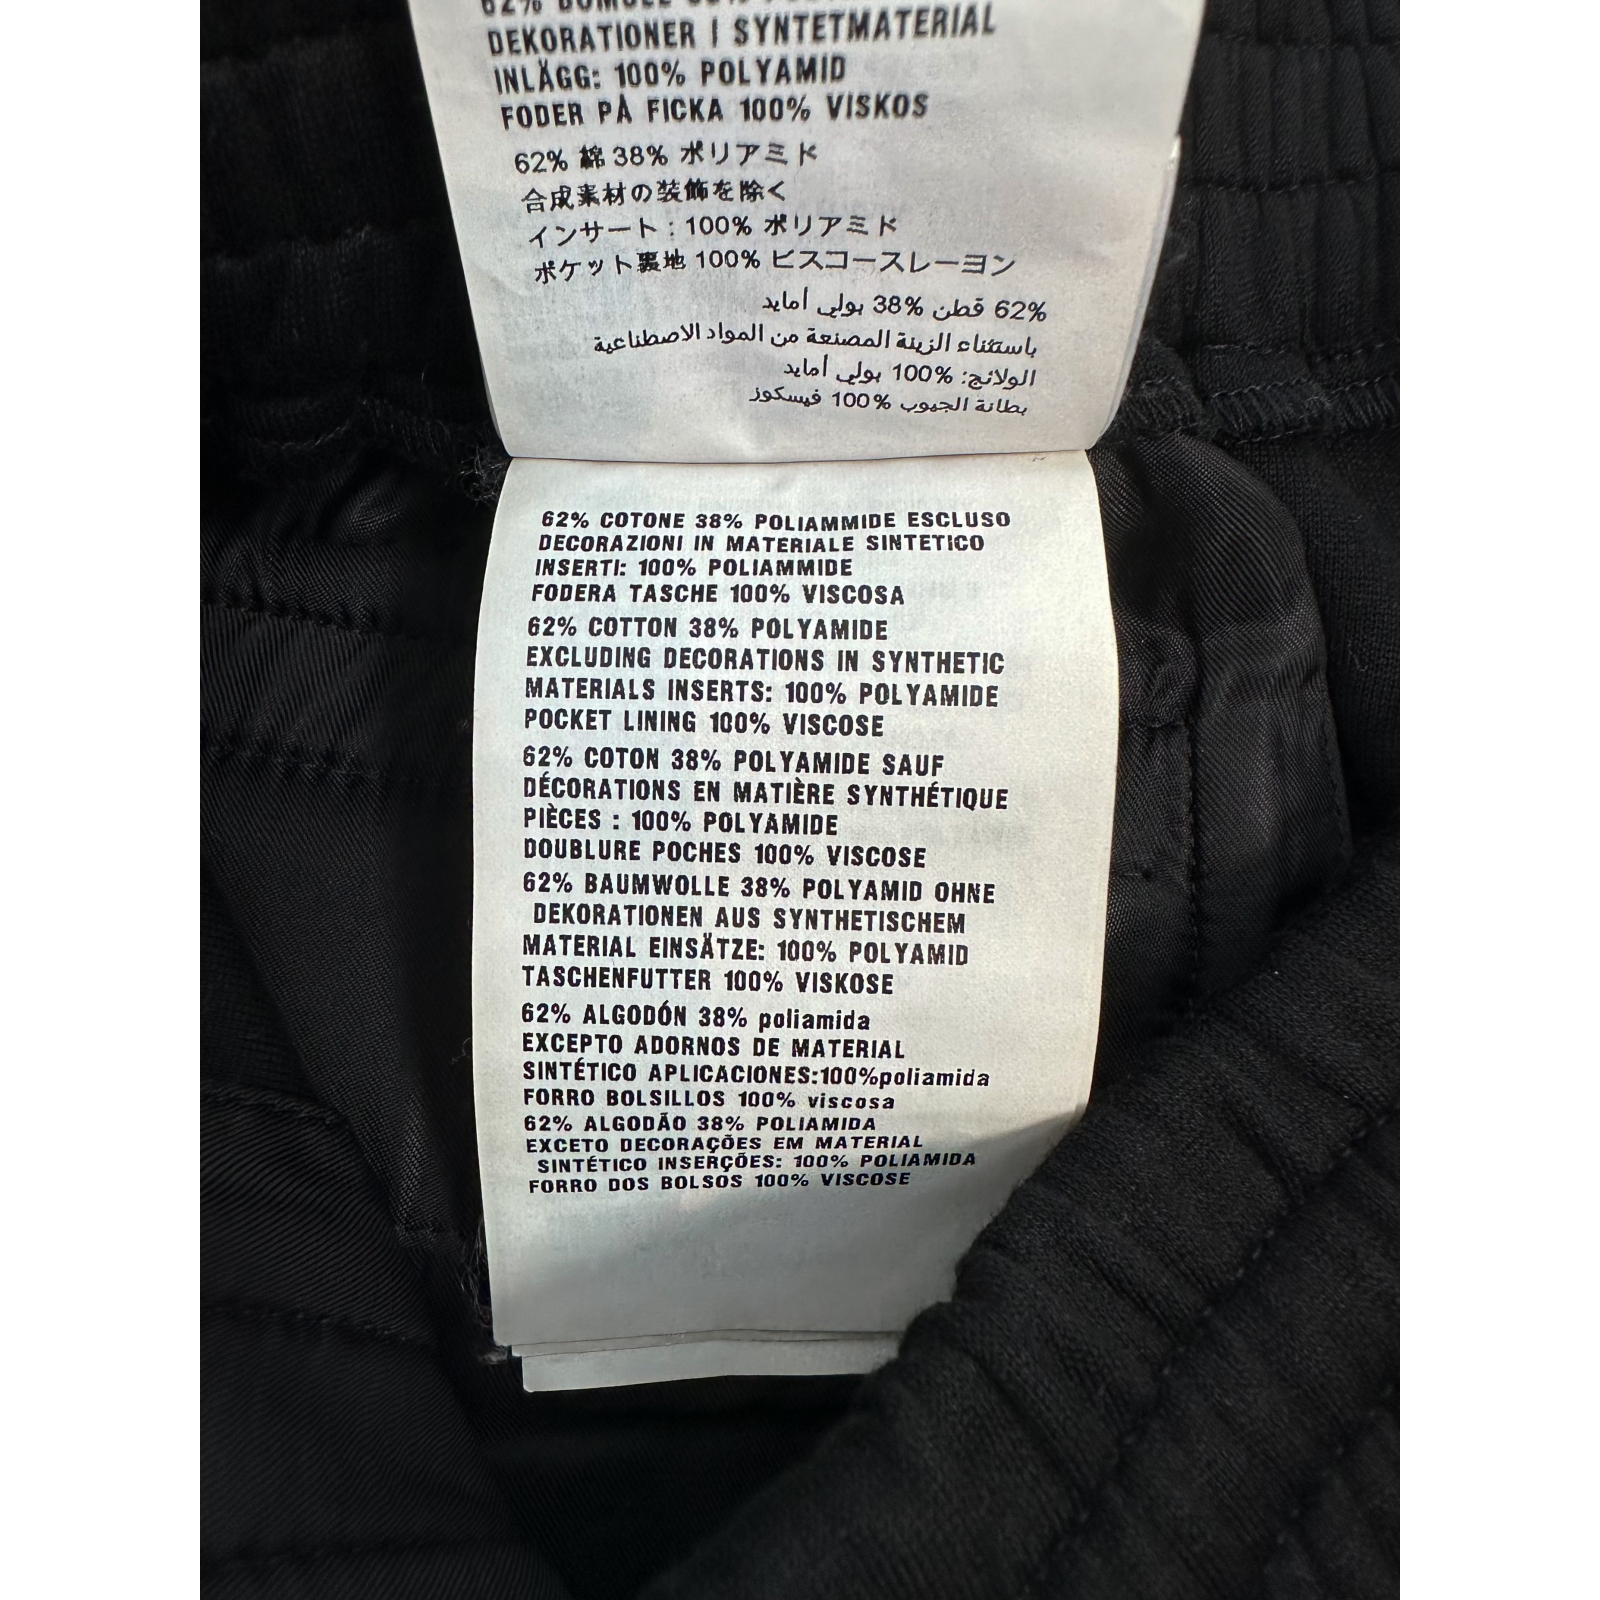 62% BOMULL 38% 
DEKORATIONER I SYNTETMATERIAL
INLÄGG: 100% POLYAMID
FODER PÅ FICKA 100% VISKOS
62% 綿 38% ポリアミド
合成素材の装飾を除く
インサート : 100% ポリアミド
ポケット裏地 100% ビスコースレーヨン
62% قطن 38% بولي أمايد
باستثناء الزينة المصنعة من المواد الاصطناعية
الولائج: 100% بولي أمايد
بطانة الجيوب 100% فيسكوز
62% COTONE 38% POLIAMMIDE ESCLUSO
DECORAZIONI IN MATERIALE SINTETICO
INSERTI: 100% POLIAMMIDE
FODERA TASCHE 100% VISCOSA
62% COTTON 38% POLYAMIDE
EXCLUDING DECORATIONS IN SYNTHETIC
MATERIALS INSERTS: 100% POLYAMIDE
POCKET LINING 100% VISCOSE
62% COTON 38% POLYAMIDE SAUF
DÉCORATIONS EN MATIÈRE SYNTHÉTIQUE
PIÈCES : 100% POLYAMIDE
DOUBLURE POCHES 100% VISCOSE
62% BAUMWOLLE 38% POLYAMID OHNE
DEKORATIONEN AUS SYNTHETISCHEM
MATERIAL EINSÄTZE: 100% POLYAMID
TASCHENFUTTER 100% VISKOSE
62% ALGODÓN 38% poliamida
EXCEPTO ADORNOS DE MATERIAL
SINTÉTICO APLICACIONES:100%poliamida
FORRO BOLSILLOS 100% viscosa
62% ALGODÃO 38% POLIAMIDA
EXCETO DECORAÇÕES EM MATERIAL
SINTÉTICO INSERÇÕES: 100% POLIAMIDA
FORRO DOS BOLSOS 100% VISCOSE